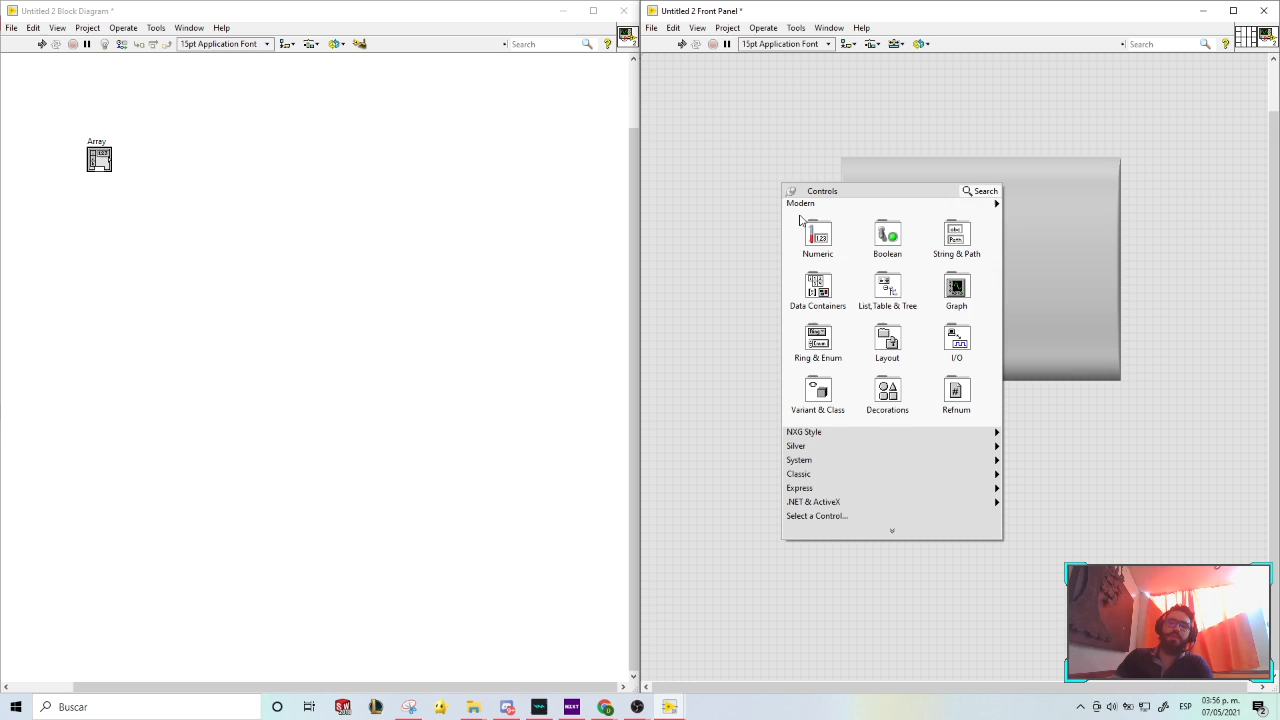 Untitled 2 Block Diagram *
File Edit View Project Operate Tools Window Help
15pt Application Font
Search
Array
Untitled 2 Front Panel *
File Edit View Project Operate Tools Window Help
15pt Application Font
Search
Controls Search
Modern
Numeric Boolean String & Path
Data Containers List, Table & Tree Graph
Ring & Enum Layout I/O
Variant & Class Decorations Refnum
NXG Style
Silver
System
Classic
Express
.NET & ActiveX
Select a Control...
Buscar
ESP
03:56 p. m.
07/05/2021
2